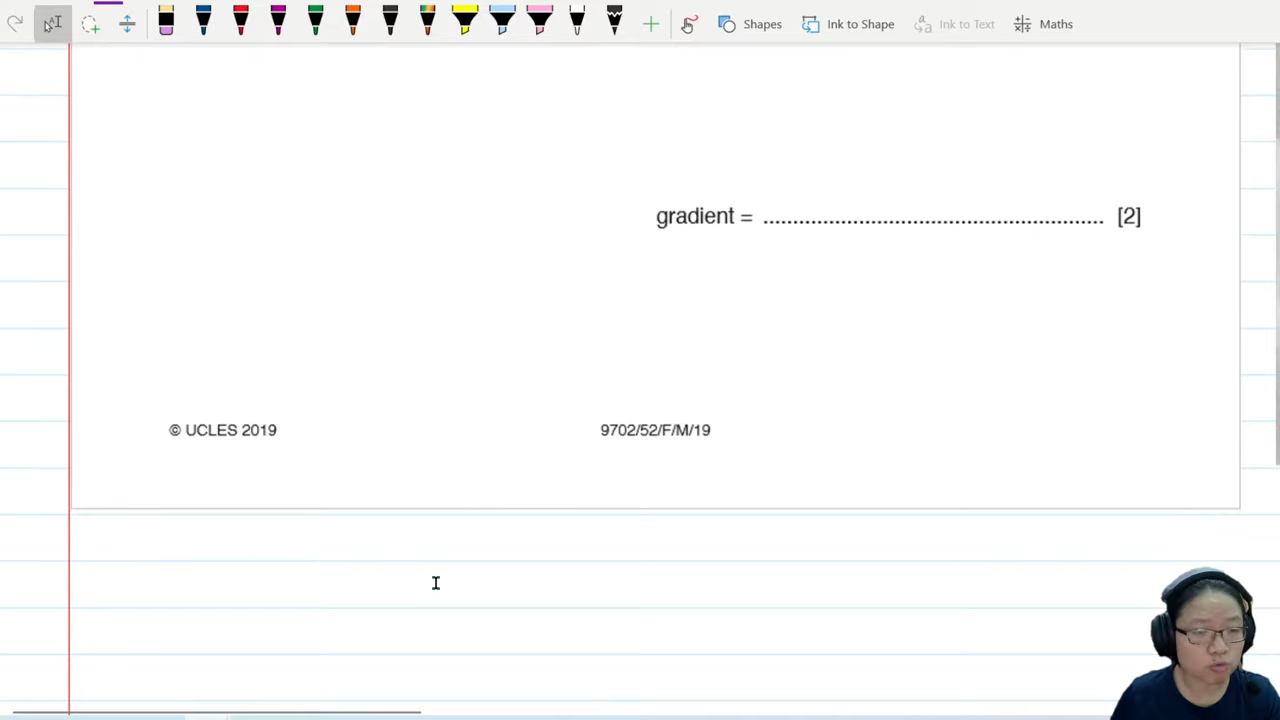 Shapes
Ink to Shape
Ink to Text
Maths
gradient = ........................................................ [2]
© UCLES 2019
9702/52/F/M/19